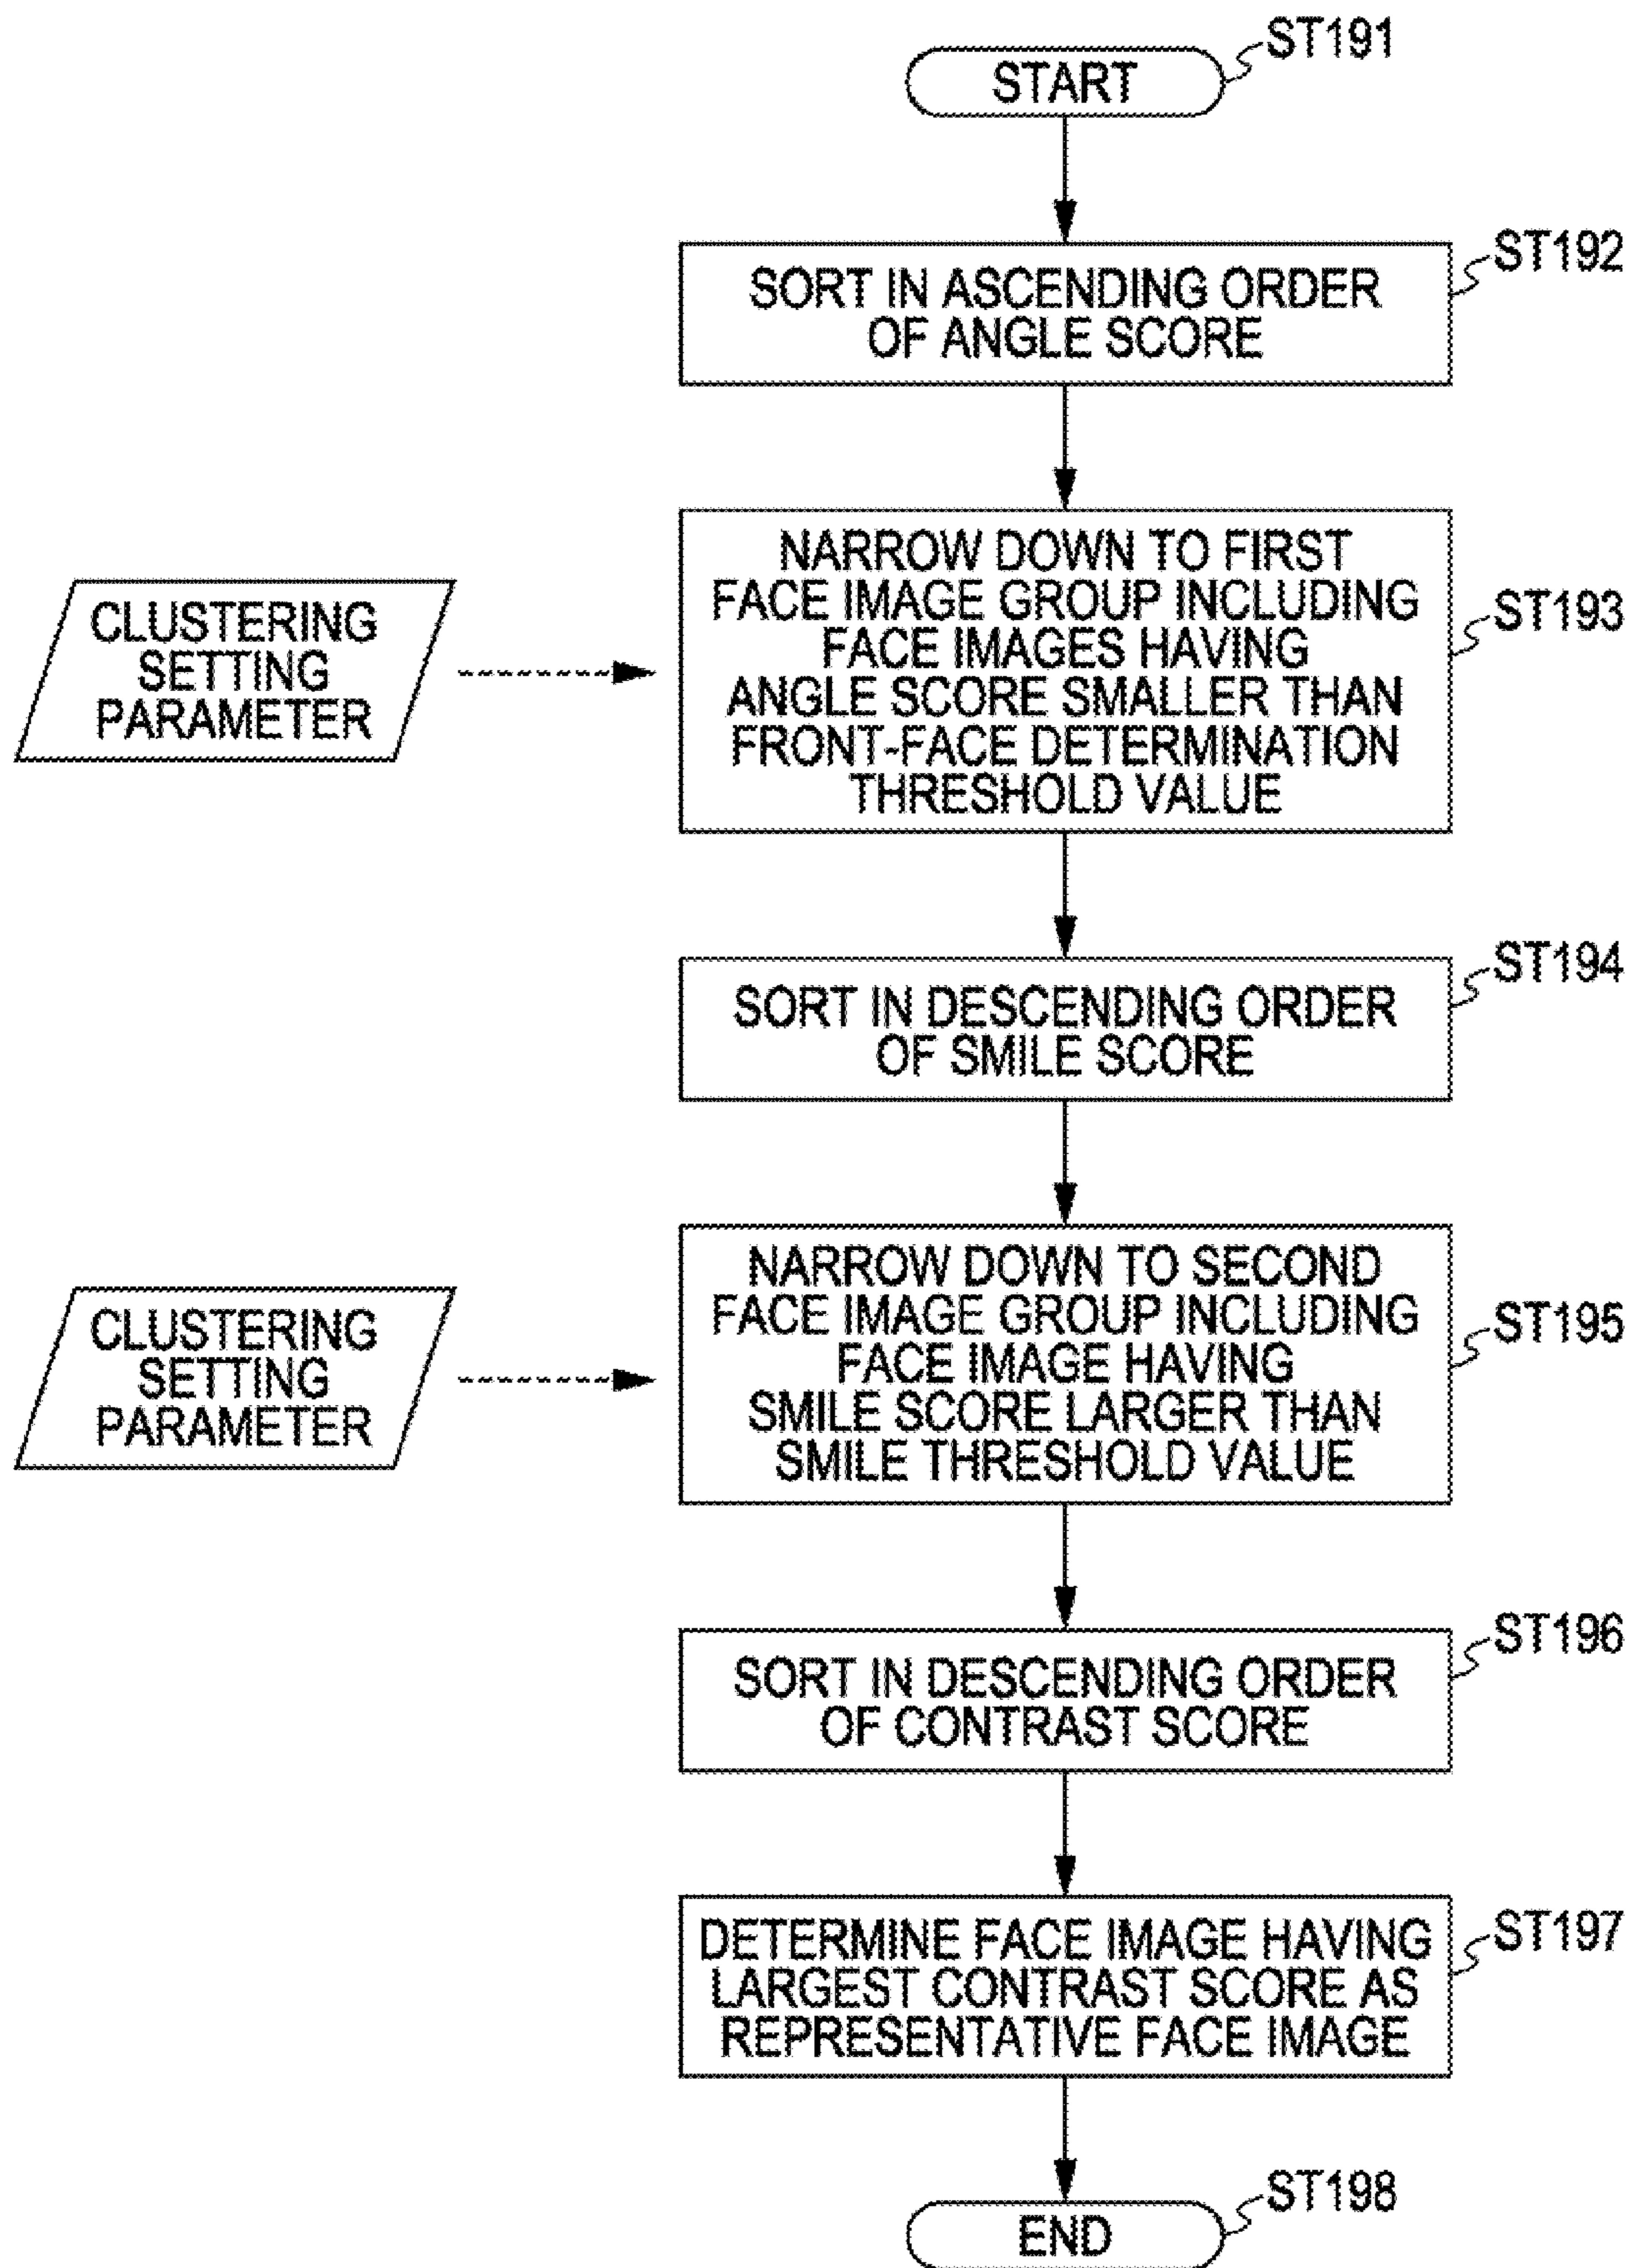 ST191
START
ST192
SORT IN ASCENDING ORDER
OF ANGLE SCORE
NARROW DOWN TO FIRST
FACE IMAGE GROUP INCLUDING
FACE IMAGES HAVING
ANGLE SCORE SMALLER THAN
FRONT-FACE DETERMINATION
THRESHOLD VALUE
ST193
CLUSTERING
SETTING
PARAMETER
ST194
SORT IN DESCENDING ORDER
OF SMILE SCORE
NARROW DOWN TO SECOND
FACE IMAGE GROUP INCLUDING
FACE IMAGE HAVING
SMILE SCORE LARGER THAN
SMILE THRESHOLD VALUE
ST195
CLUSTERING
SETTING
PARAMETER
ST196
SORT IN DESCENDING ORDER
OF CONTRAST SCORE
ST197
DETERMINE FACE IMAGE HAVING
LARGEST CONTRAST SCORE AS
REPRESENTATIVE FACE IMAGE
ST198
END